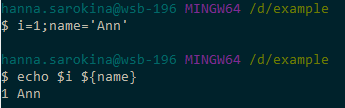 hanna.sarokina@wsb-196 MINGW64 /d/example
$ i=1;name='Ann'
hanna.sarokina@wsb-196 MINGW64 /d/example
$ echo $i ${name}
1 Ann